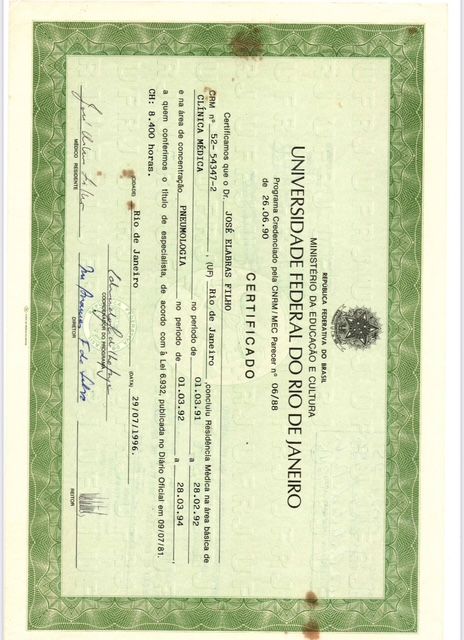 REPÚBLICA FEDERATIVA DO BRASIL
MINISTÉRIO DA EDUCAÇÃO E CULTURA
UNIVERSIDADE FEDERAL DO RIO DE JANEIRO
Programa Credenciado pela CNRM/MEC Parecer nº 06/88
de 26.06.90
CERTIFICADO
Certificamos que o Dr. JOSÉ ELABRAS FILHO
CRM nº 52-54347-2, (UF) Rio de Janeiro, concluiu Residência Médica na área básica de
CLÍNICA MÉDICA no período de 01.03.91 a 28.02.92
e na área de concentração PNEUMOLOGIA no período de 01.03.92 a 28.03.94
a quem conferimos o título de especialista, de acordo com a Lei 6.932, publicada no Diário Oficial em 09/07/81.
CH: 8.400 horas.
Rio de Janeiro 29/07/1996.
(CIDADE) (DATA)
COORDENADOR DO PROGRAMA
MÉDICO RESIDENTE DIRETOR REITOR